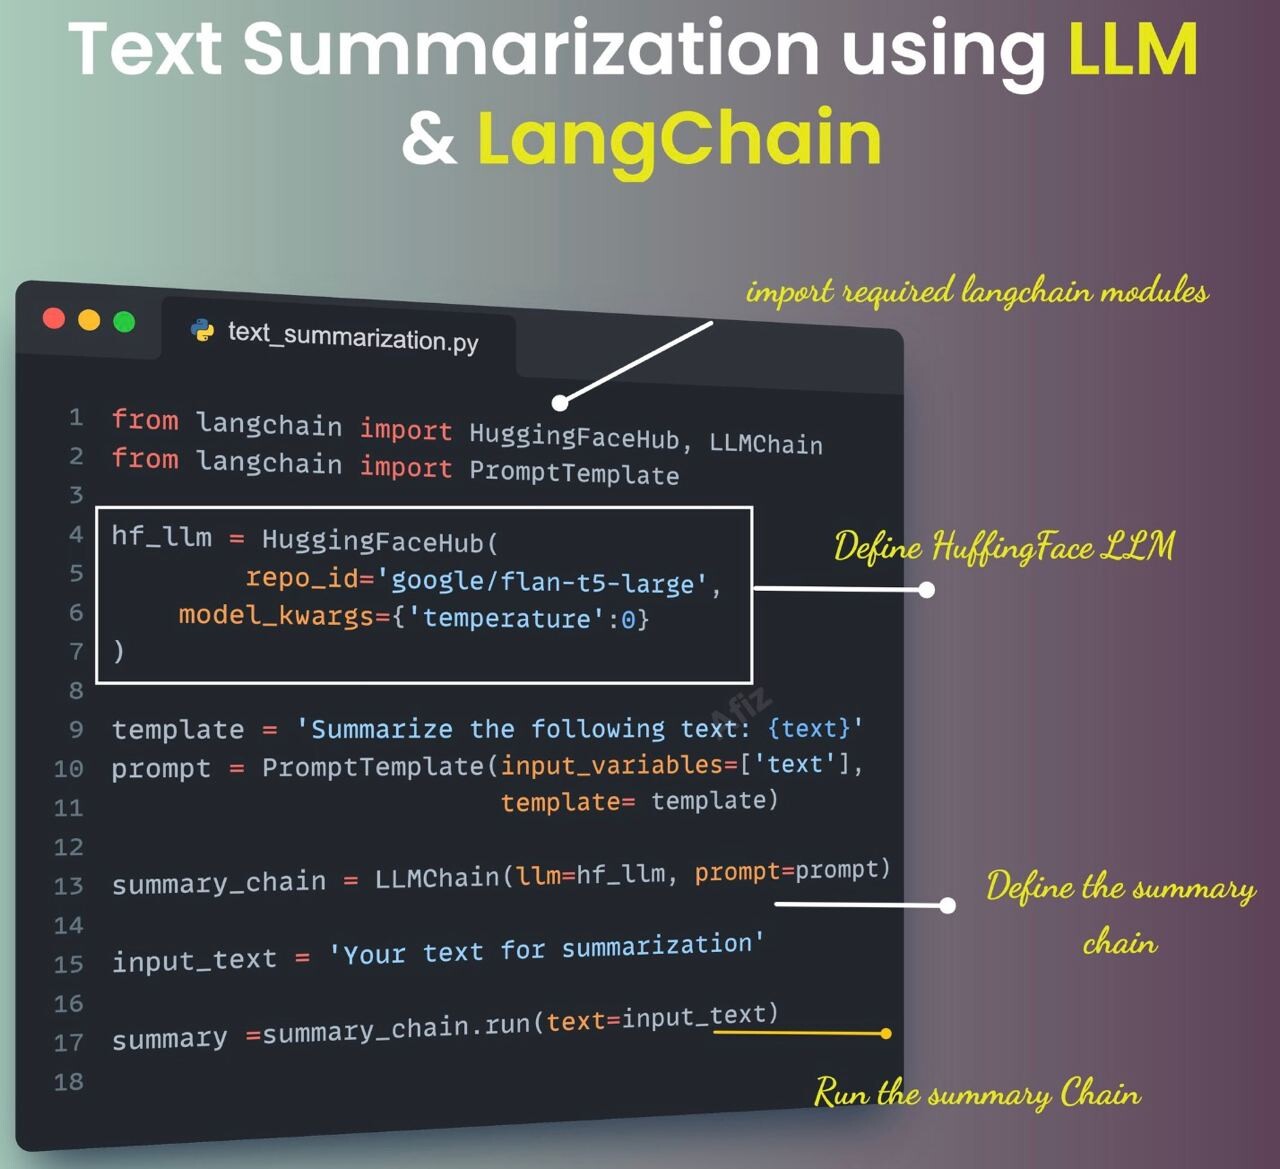 Text Summarization using LLM
& LangChain
import required langchain modules
text_summarization.py
1 from langchain import HuggingFaceHub, LLMChain
2 from langchain import PromptTemplate
3
4 hf_llm = HuggingFaceHub(
Define HuffingFace LLM
5 repo_id='google/flan-t5-large',
6 model_kwargs={'temperature':0}
7 )
8
Afiz
9 template = 'Summarize the following text: {text}'
10 prompt = PromptTemplate(input_variables=['text'],
11 template= template)
12
13 summary_chain = LLMChain(llm=hf_llm, prompt=prompt)
Define the summary
chain
14
15 input_text = 'Your text for summarization'
16
17 summary =summary_chain.run(text=input_text)
18
Run the summary Chain